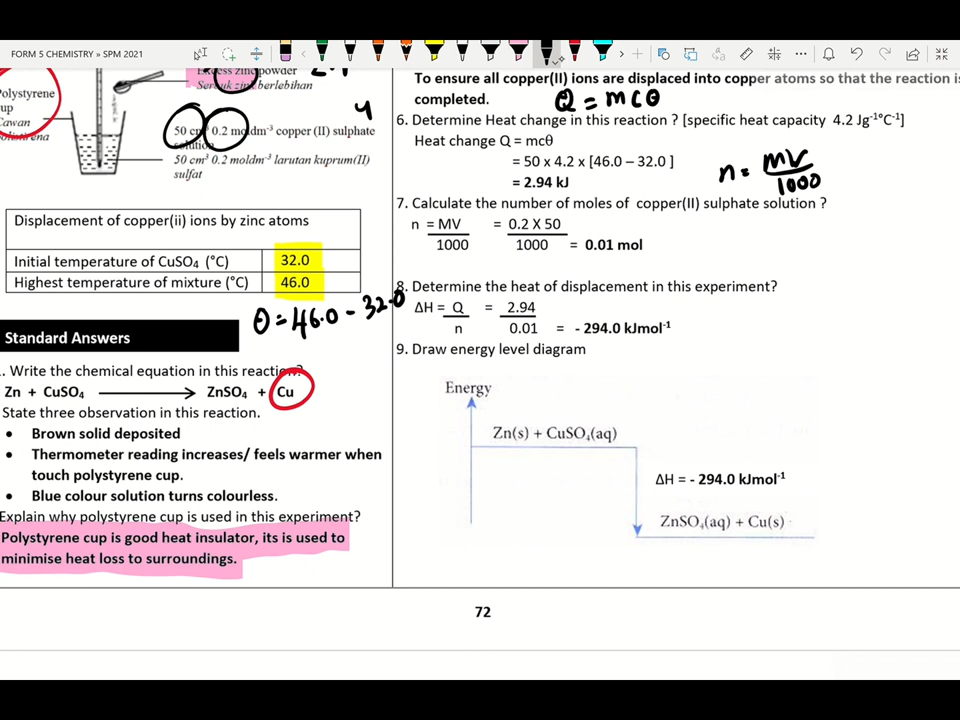 FORM 5 CHEMISTRY » SPM 2021
Excess zinc powder
Serbuk zink berlebihan
Polystyrene
cup
Cawan
polistirena
50 cm³ 0.2 moldm⁻³ copper (II) sulphate
solution
50 cm³ 0.2 moldm⁻³ larutan kuprum(II)
sulfat
4
Displacement of copper(ii) ions by zinc atoms
Initial temperature of CuSO₄ (°C) 32.0
Highest temperature of mixture (°C) 46.0
θ = 46.0 - 32.0
Standard Answers
. Write the chemical equation in this reaction?
Zn + CuSO₄ ⟶ ZnSO₄ + Cu
State three observation in this reaction.
• Brown solid deposited
• Thermometer reading increases/ feels warmer when
touch polystyrene cup.
• Blue colour solution turns colourless.
Explain why polystyrene cup is used in this experiment?
Polystyrene cup is good heat insulator, its is used to
minimise heat loss to surroundings.
To ensure all copper(II) ions are displaced into copper atoms so that the reaction is
completed.
Q = mcθ
6. Determine Heat change in this reaction ? [specific heat capacity 4.2 Jg⁻¹°C⁻¹]
Heat change Q = mcθ
= 50 x 4.2 x [46.0 – 32.0 ]
= 2.94 kJ
n = MV
1000
7. Calculate the number of moles of copper(II) sulphate solution ?
n = MV = 0.2 X 50
1000 1000 = 0.01 mol
8. Determine the heat of displacement in this experiment?
ΔH = Q = 2.94
n 0.01 = - 294.0 kJmol⁻¹
9. Draw energy level diagram
Energy
Zn(s) + CuSO₄(aq)
ΔH = - 294.0 kJmol⁻¹
ZnSO₄(aq) + Cu(s)
72